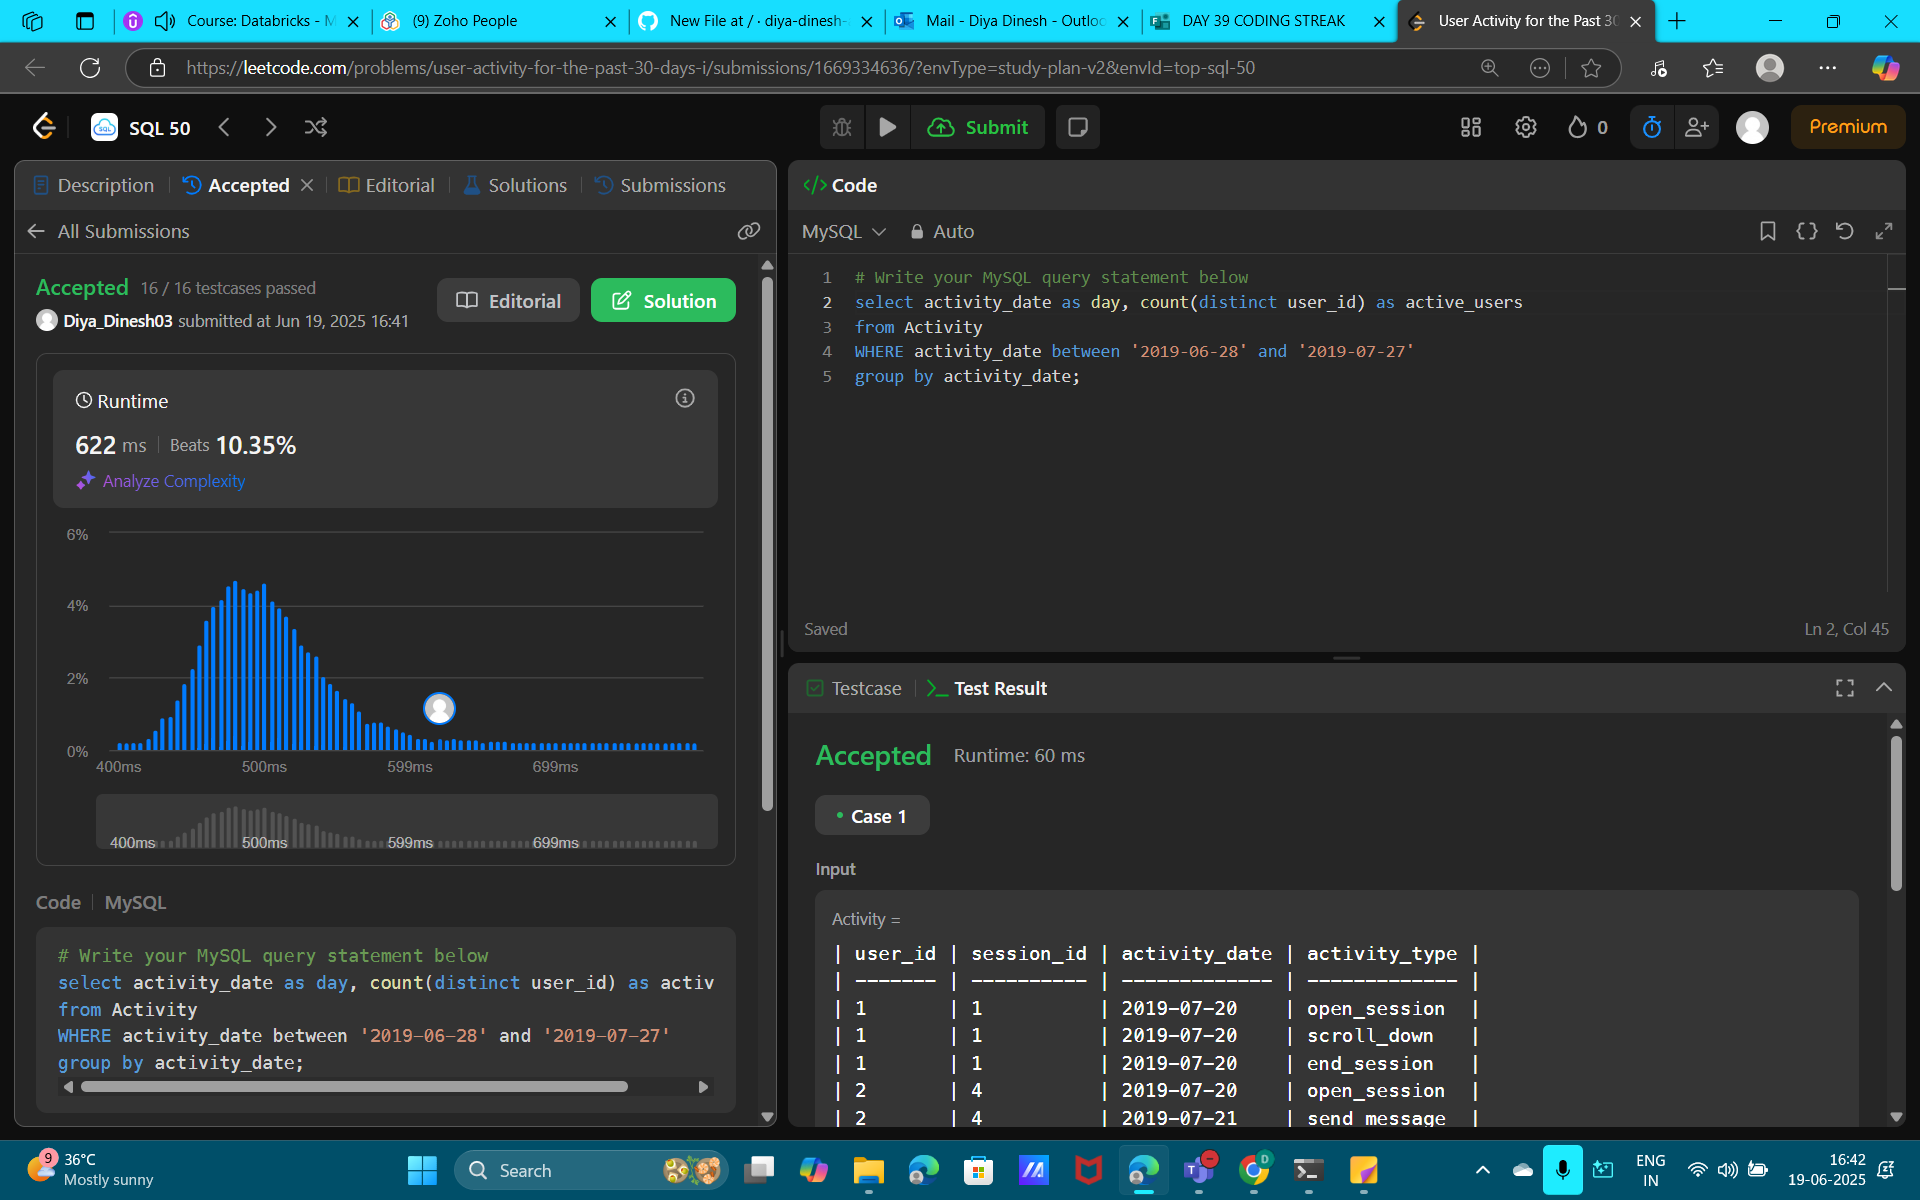 Course: Databricks - M
(9) Zoho People
New File at / · diya-dinesh-
Mail - Diya Dinesh - Outloo
DAY 39 CODING STREAK
User Activity for the Past 30
https://leetcode.com/problems/user-activity-for-the-past-30-days-i/submissions/1669334636/?envType=study-plan-v2&envId=top-sql-50
SQL 50
Submit
0
Premium
Description
Accepted
Editorial
Solutions
Submissions
All Submissions
Accepted 16 / 16 testcases passed
Diya_Dinesh03 submitted at Jun 19, 2025 16:41
Editorial
Solution
Runtime
622 ms Beats 10.35%
Analyze Complexity
6%
4%
2%
0%
400ms 500ms 599ms 699ms
400ms 500ms 599ms 699ms
Code MySQL
# Write your MySQL query statement below
select activity_date as day, count(distinct user_id) as activ
from Activity
WHERE activity_date between '2019-06-28' and '2019-07-27'
group by activity_date;
</> Code
MySQL Auto
1 # Write your MySQL query statement below
2 select activity_date as day, count(distinct user_id) as active_users
3 from Activity
4 WHERE activity_date between '2019-06-28' and '2019-07-27'
5 group by activity_date;
Saved
Ln 2, Col 45
Testcase
Test Result
Accepted Runtime: 60 ms
Case 1
Input
Activity =
| user_id | session_id | activity_date | activity_type |
| ------- | ---------- | ------------- | ------------- |
| 1 | 1 | 2019-07-20 | open_session |
| 1 | 1 | 2019-07-20 | scroll_down |
| 1 | 1 | 2019-07-20 | end_session |
| 2 | 4 | 2019-07-20 | open_session |
| 2 | 4 | 2019-07-21 | send_message |
9
36°C
Mostly sunny
Search
D
ENG
IN
16:42
19-06-2025